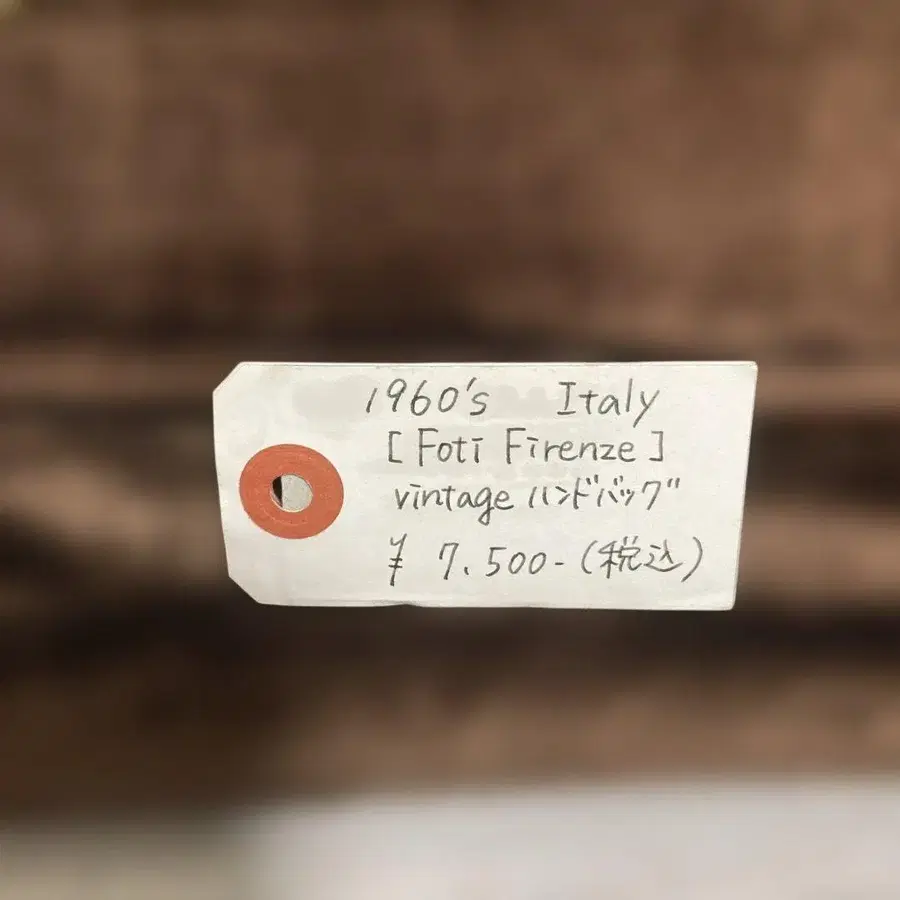 1960's Italy
[Foti Firenze]
vintage ハンドバッグ
¥ 7.500-(税込)